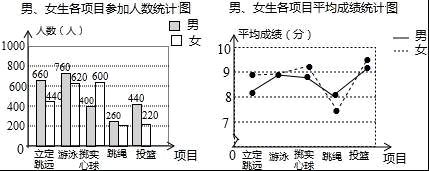 男、女生各项目参加人数统计图
人数（人）
男
女
1000
800
600
400
200
0
660
440
760
620
400
600
260
440
220
立定跳远
游泳
掷实心球
跳绳
投篮
项目
男、女生各项目平均成绩统计图
平均成绩（分）
男
女
10
9
8
7
6
0
立定跳远
游泳
掷实心球
跳绳
投篮
项目